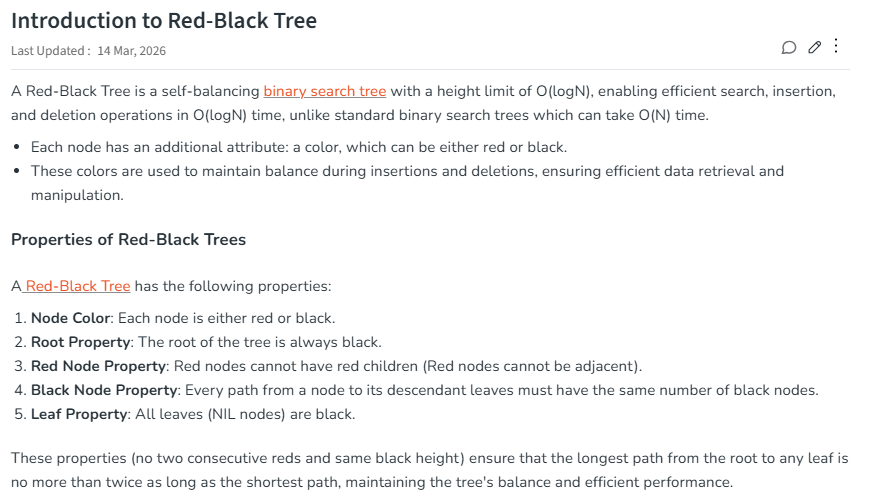 Introduction to Red-Black Tree
Last Updated : 14 Mar, 2026
A Red-Black Tree is a self-balancing binary search tree with a height limit of O(logN), enabling efficient search, insertion,
and deletion operations in O(logN) time, unlike standard binary search trees which can take O(N) time.
• Each node has an additional attribute: a color, which can be either red or black.
• These colors are used to maintain balance during insertions and deletions, ensuring efficient data retrieval and
manipulation.
Properties of Red-Black Trees
A Red-Black Tree has the following properties:
1. Node Color: Each node is either red or black.
2. Root Property: The root of the tree is always black.
3. Red Node Property: Red nodes cannot have red children (Red nodes cannot be adjacent).
4. Black Node Property: Every path from a node to its descendant leaves must have the same number of black nodes.
5. Leaf Property: All leaves (NIL nodes) are black.
These properties (no two consecutive reds and same black height) ensure that the longest path from the root to any leaf is
no more than twice as long as the shortest path, maintaining the tree's balance and efficient performance.